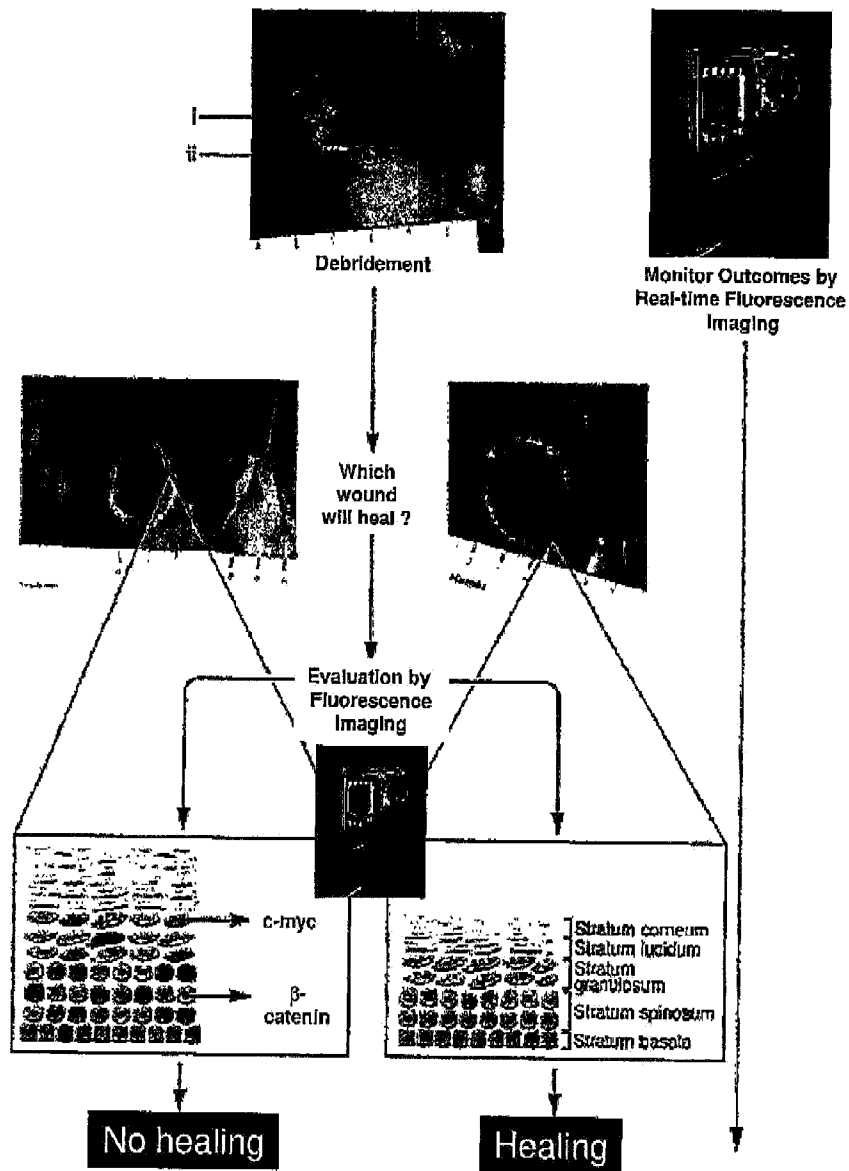 i
ii
Debridement
Monitor Outcomes by
Real-time Fluorescence
Imaging
Which
wound
will heal ?
Evaluation by
Fluorescence
Imaging
c-myc
β-
catenin
Stratum corneum
Stratum lucidum
Stratum
granulosum
Stratum spinosum
Stratum basale
No healing
Healing